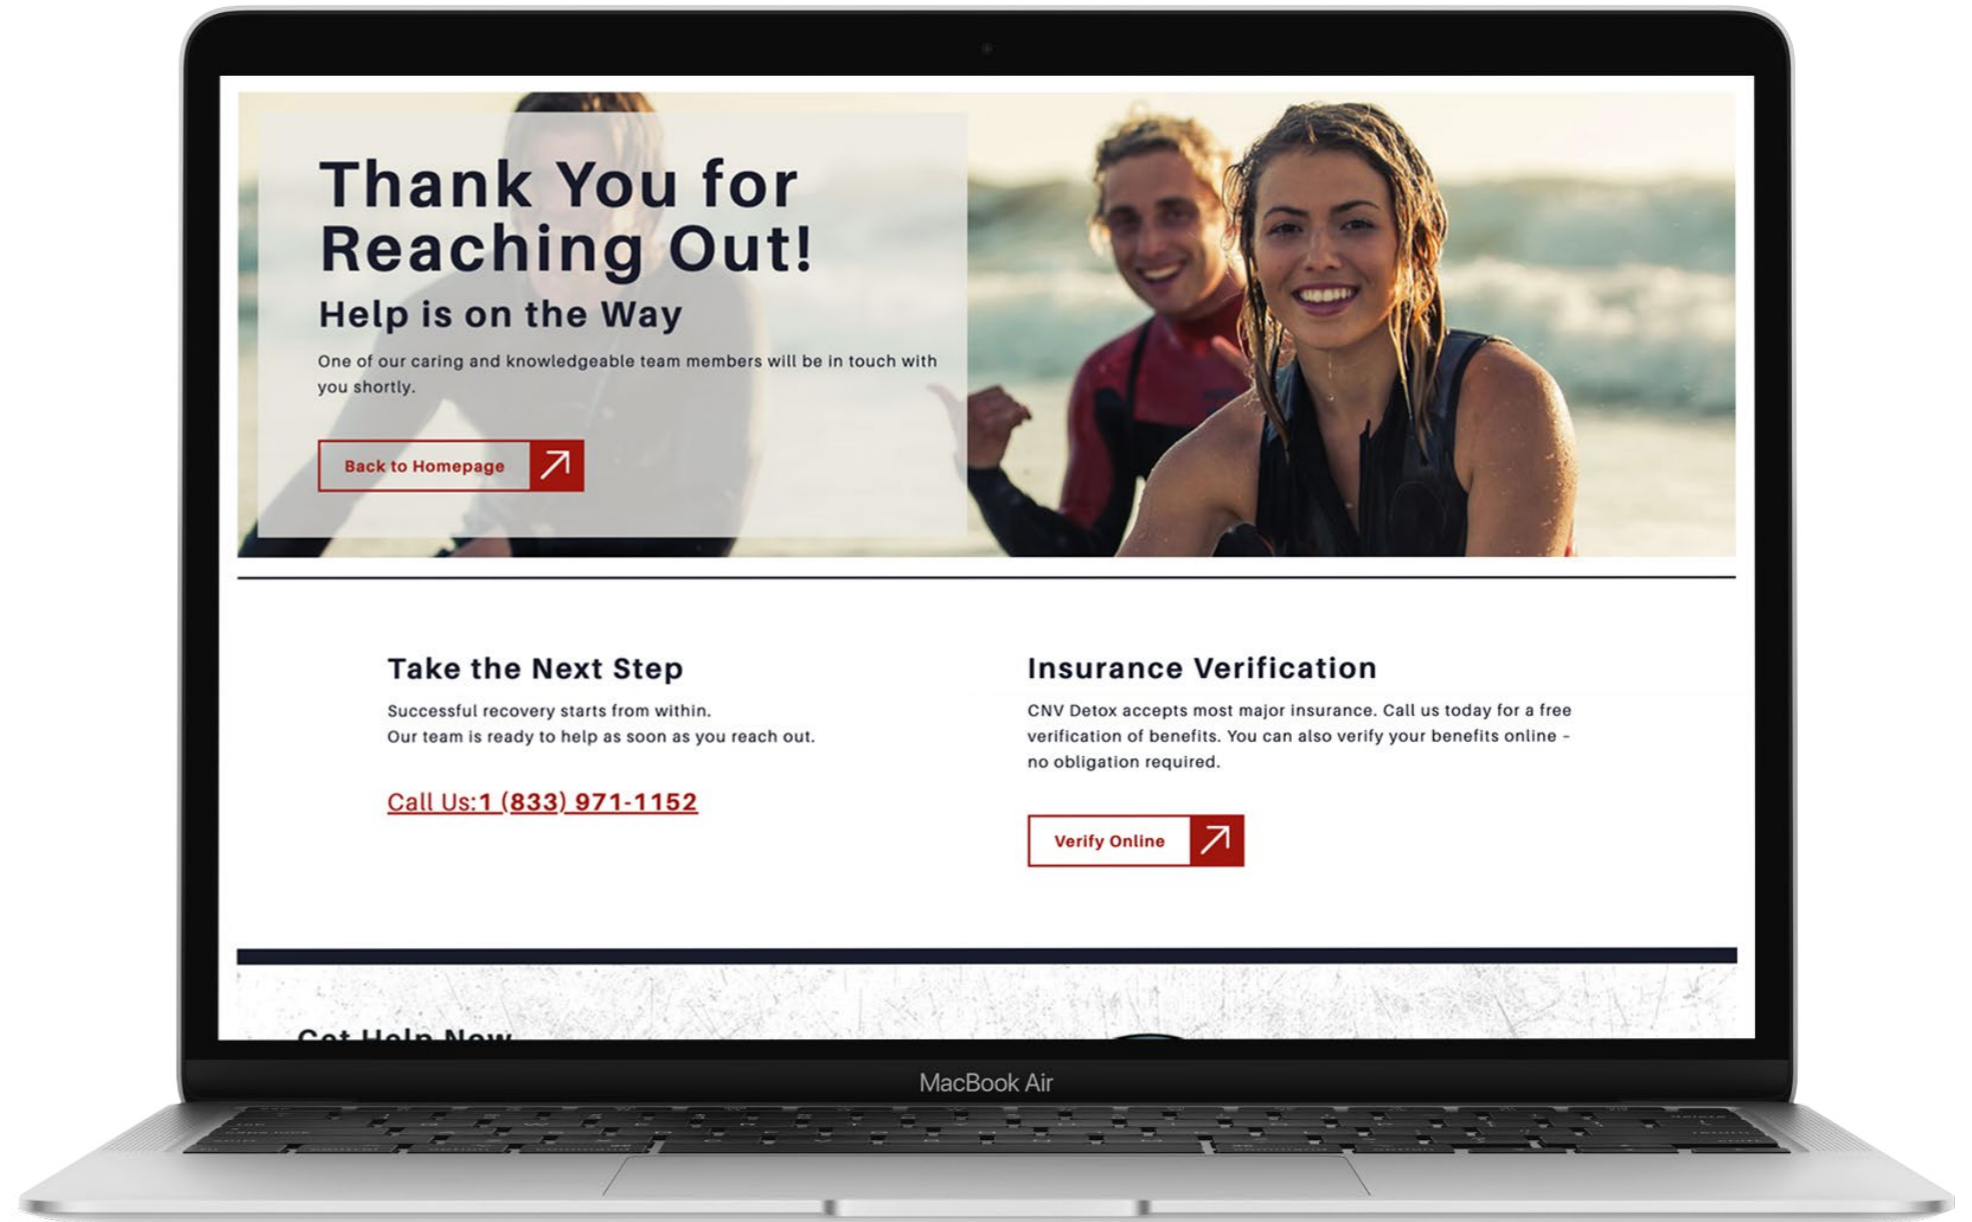 Thank You for
Reaching Out!
Help is on the Way
One of our caring and knowledgeable team members will be in touch with
you shortly.
Back to Homepage
Take the Next Step
Successful recovery starts from within.
Our team is ready to help as soon as you reach out.
Call Us:1 (833) 971-1152
Insurance Verification
CNV Detox accepts most major insurance. Call us today for a free
verification of benefits. You can also verify your benefits online –
no obligation required.
Verify Online
Get Help Now
MacBook Air